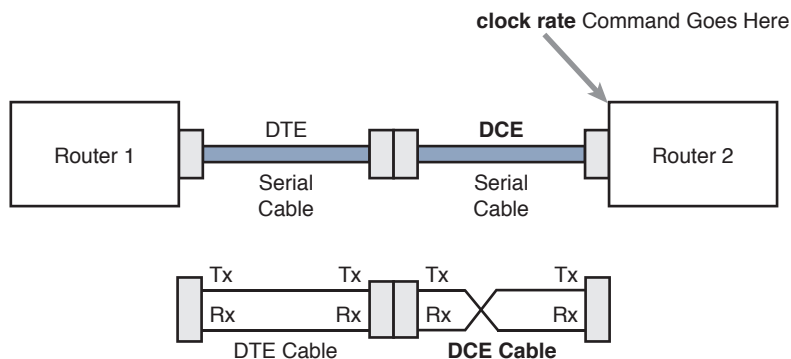 clock rate Command Goes Here
DTE
DCE
Router 1
Router 2
Serial
Cable
Serial
Cable
Tx
Tx
Tx
Tx
Rx
Rx
Rx
Rx
DTE Cable
DCE Cable